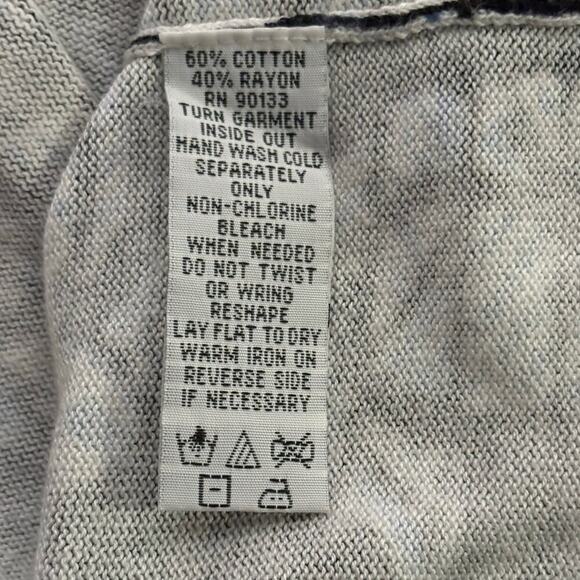 60% COTTON
40% RAYON
RN 90133
TURN GARMENT
INSIDE OUT
HAND WASH COLD
SEPARATELY
ONLY
NON-CHLORINE
BLEACH
WHEN NEEDED
DO NOT TWIST
OR WRING
RESHAPE
LAY FLAT TO DRY
WARM IRON ON
REVERSE SIDE
IF NECESSARY